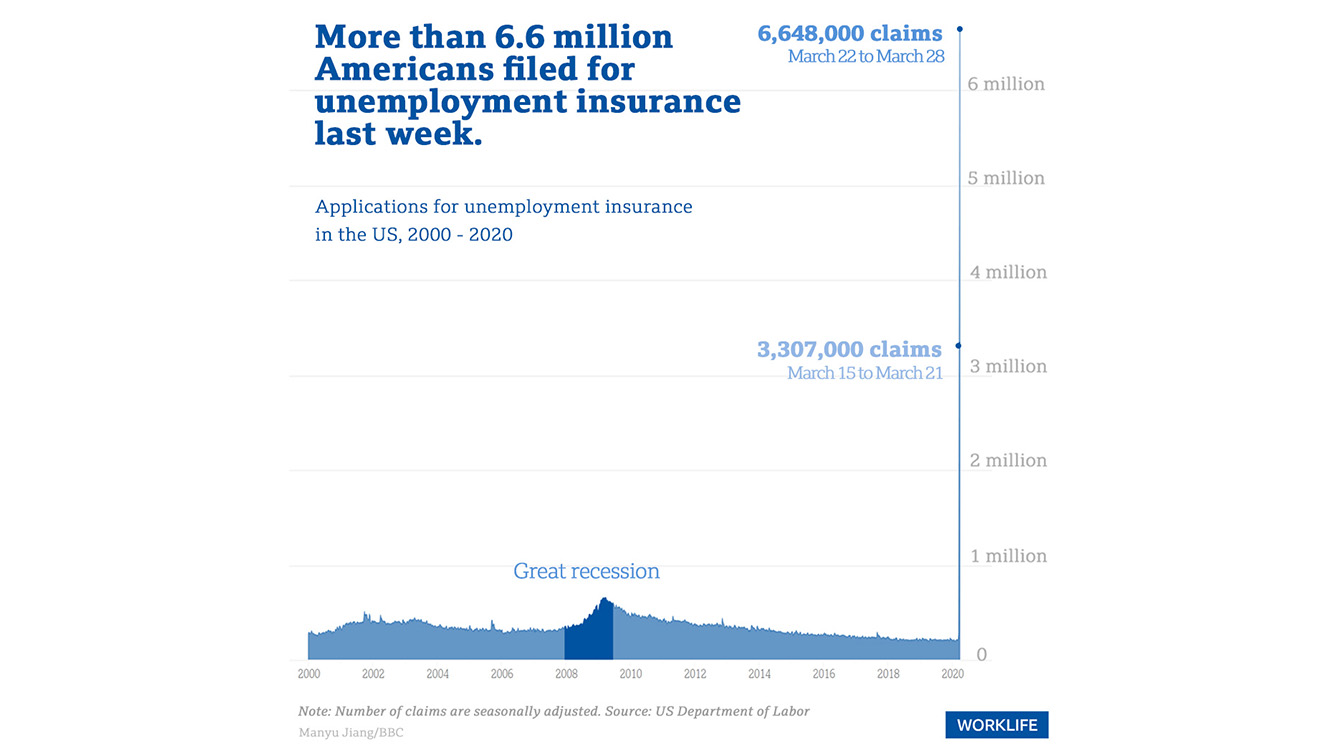 More than 6.6 million
Americans filed for
unemployment insurance
last week.
Applications for unemployment insurance
in the US, 2000 - 2020
6,648,000 claims
March 22 to March 28
6 million
5 million
4 million
3,307,000 claims
March 15 to March 21
3 million
2 million
1 million
Great recession
0
2000 2002 2004 2006 2008 2010 2012 2014 2016 2018 2020
Note: Number of claims are seasonally adjusted. Source: US Department of Labor
Manyu Jiang/BBC
WORKLIFE